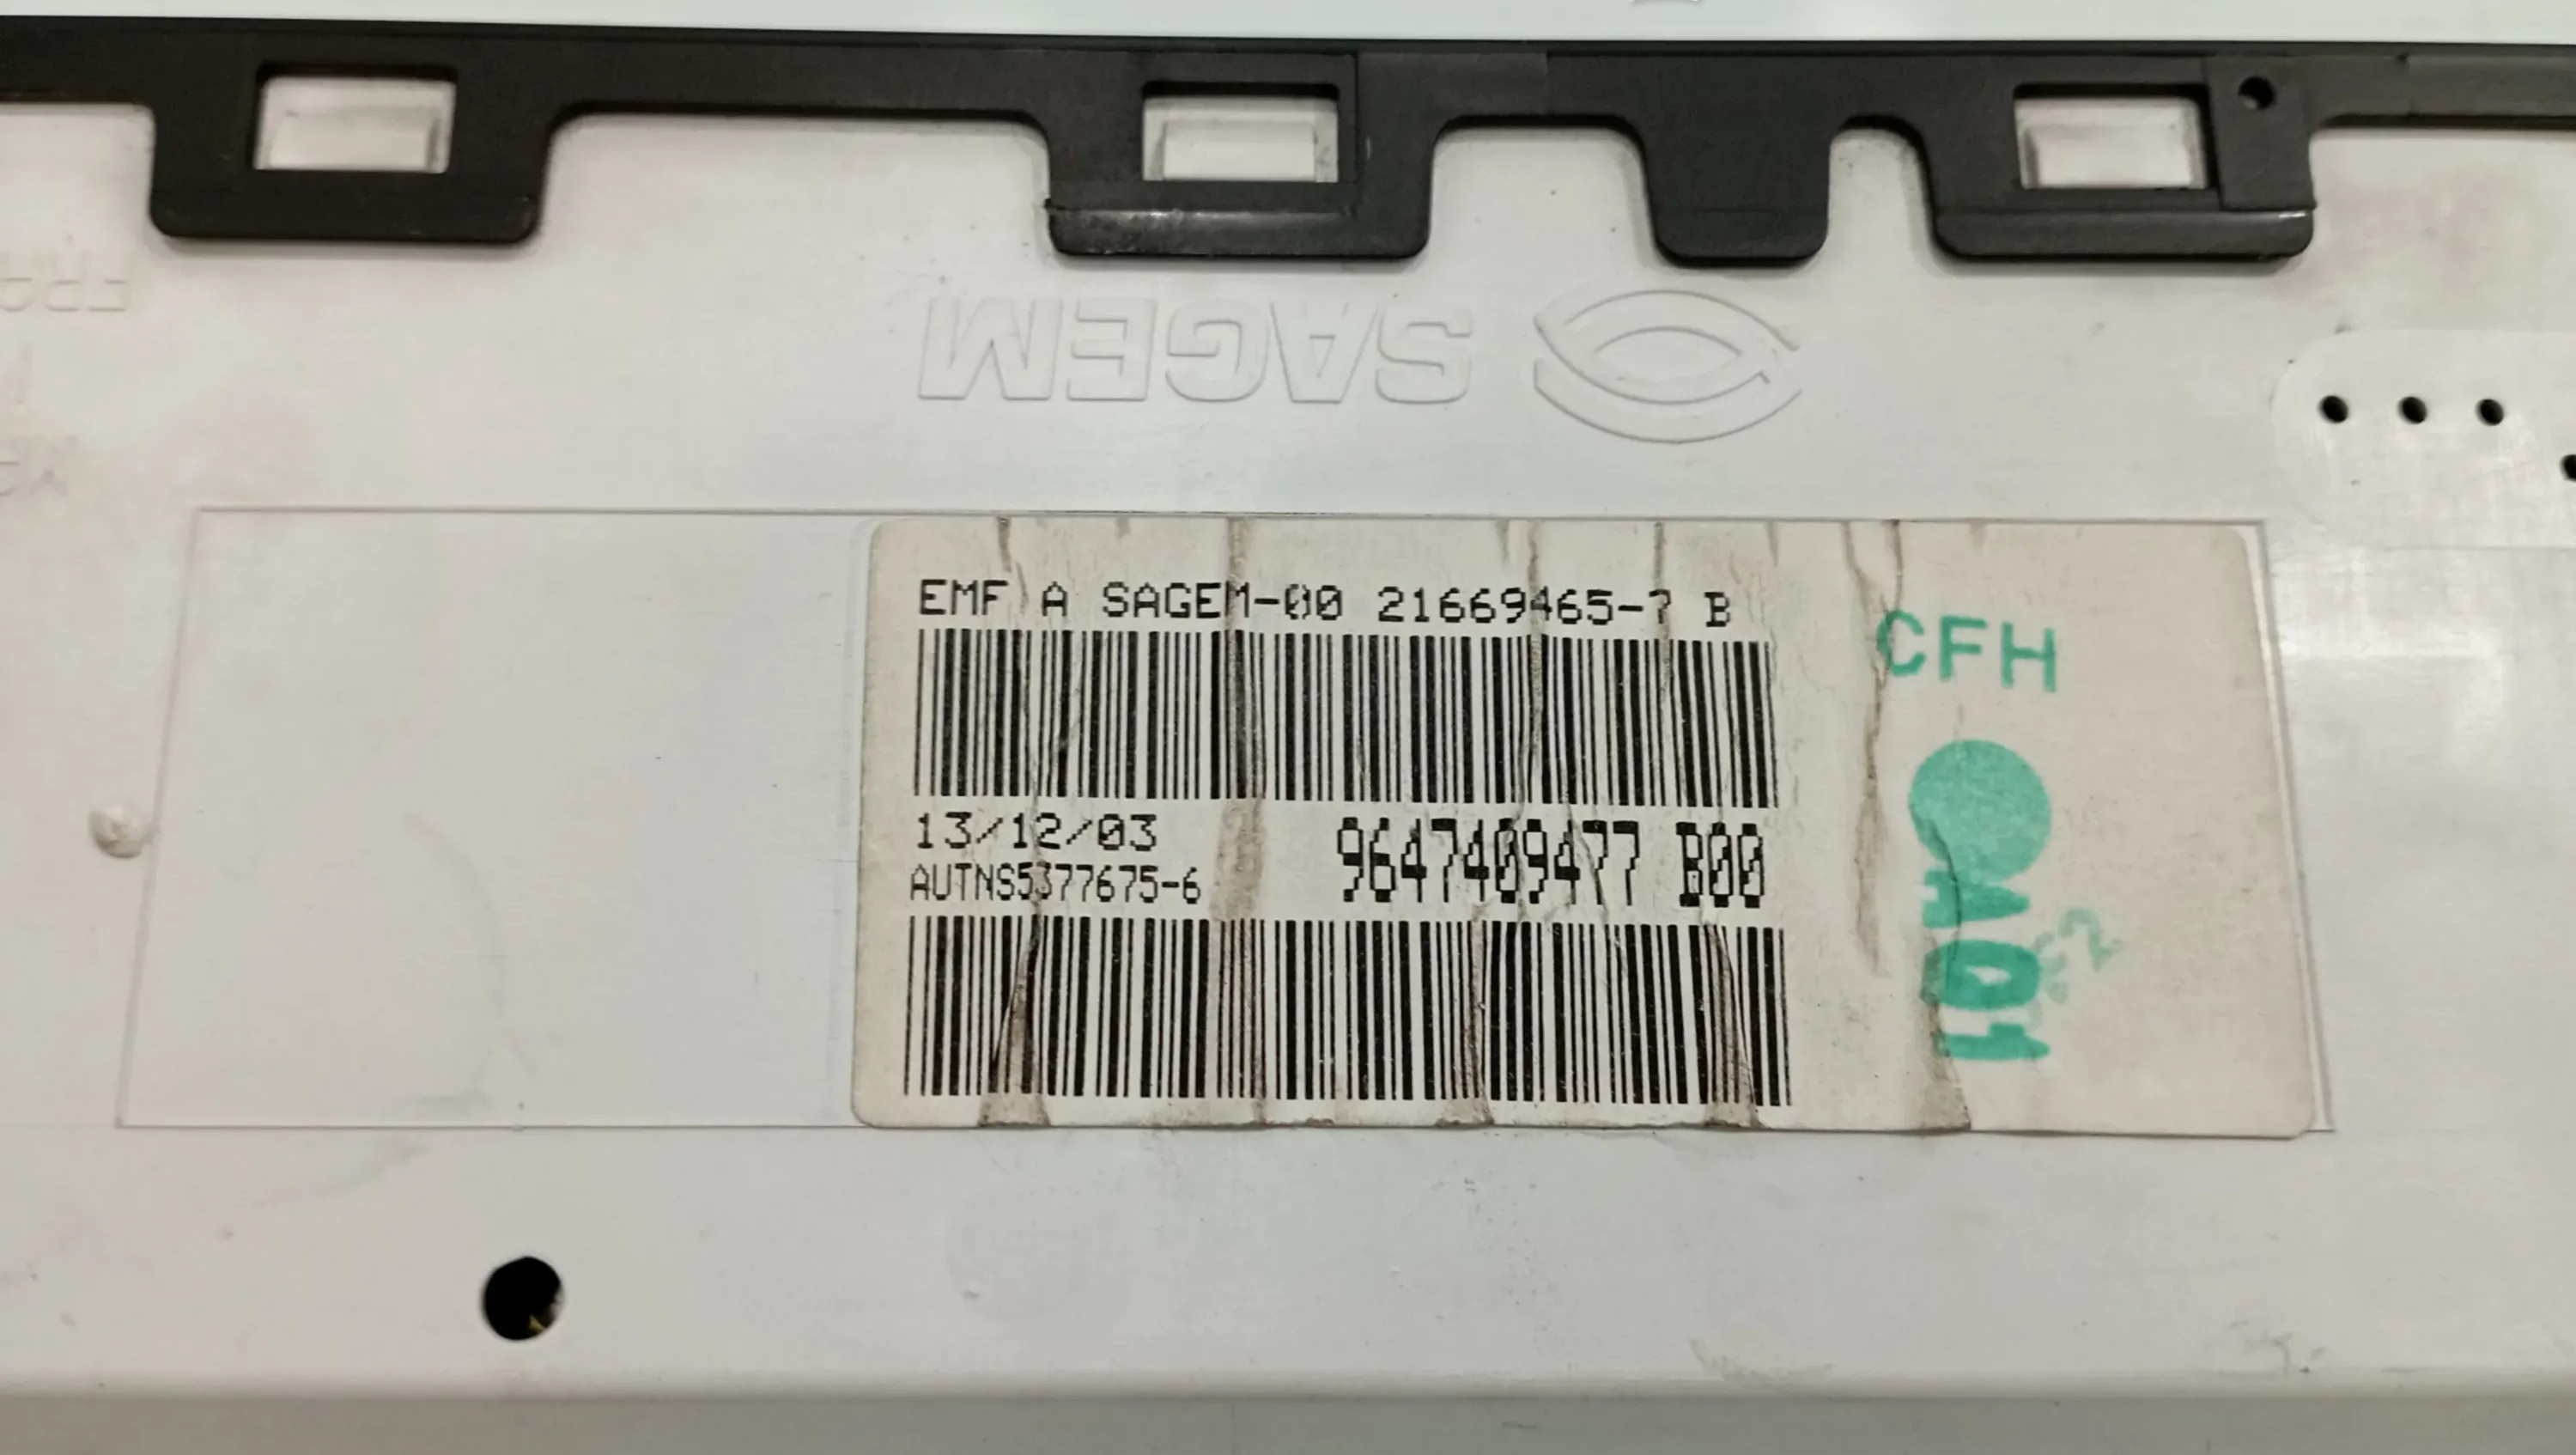 SAGEM
EMF A SAGEM-00 21669465-7 B
CFH
13/12/03
9647409477 B00
AUTNS5377675-6
A01